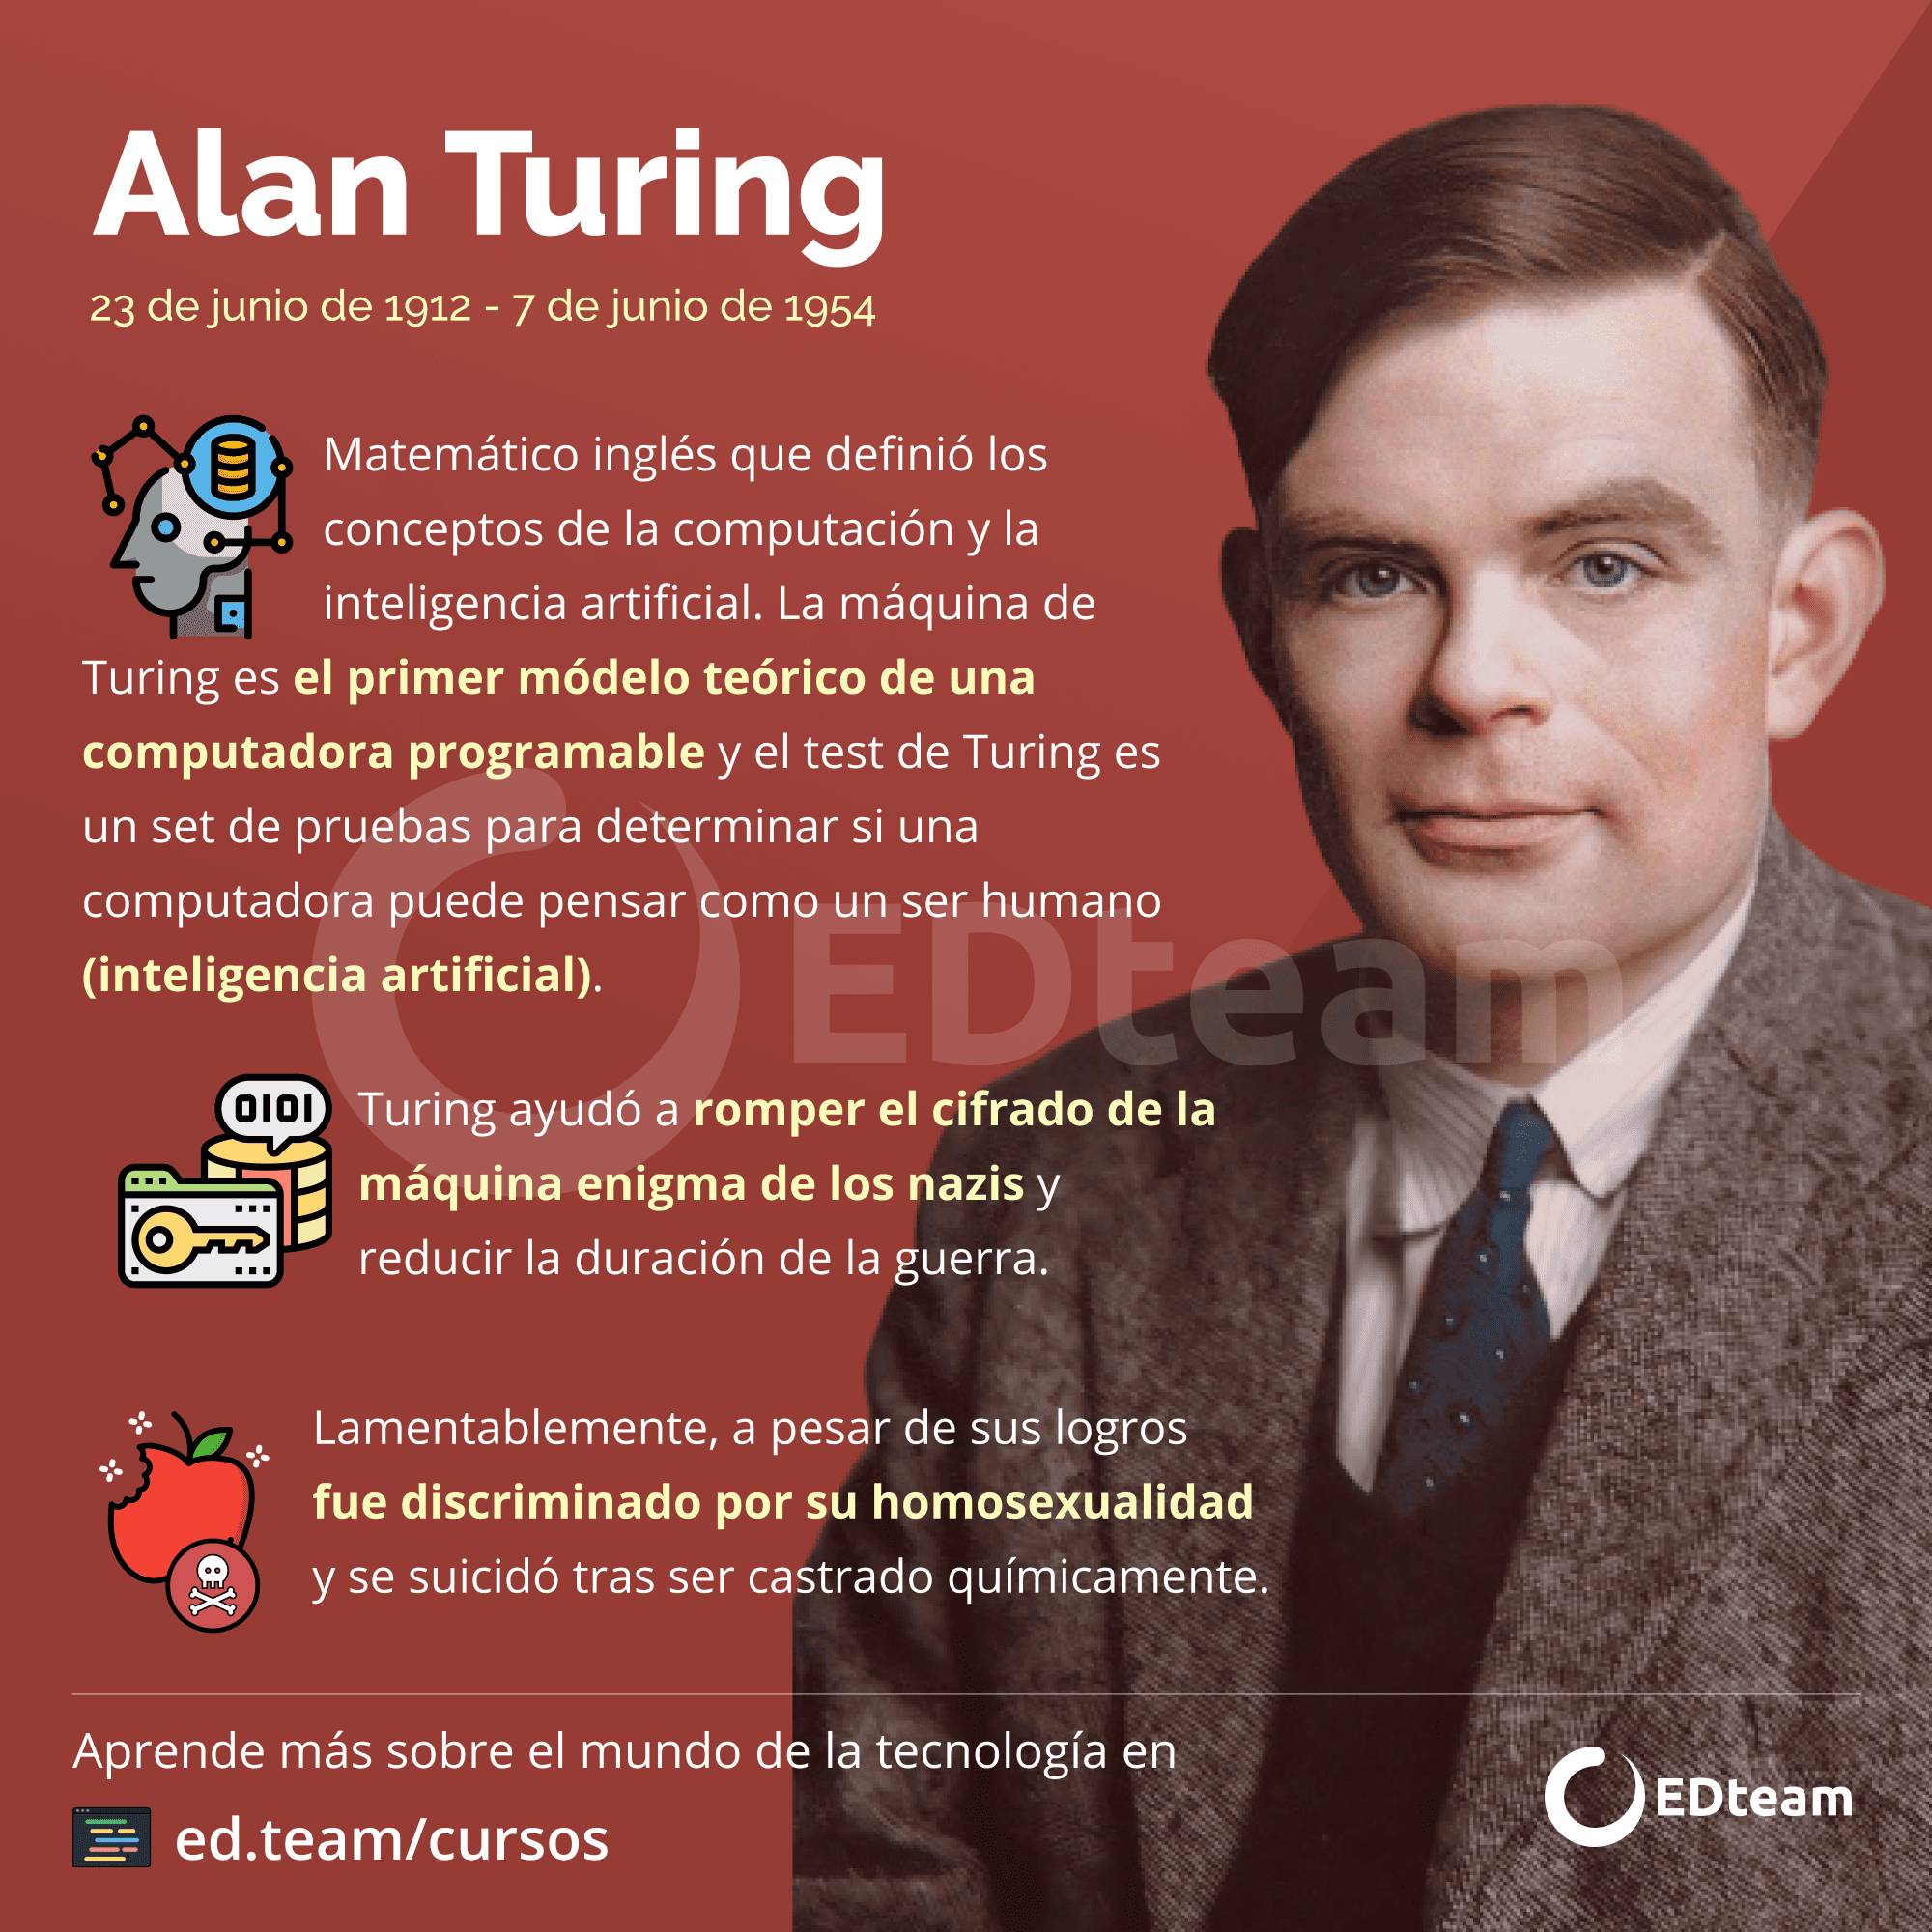 Alan Turing
23 de junio de 1912 - 7 de junio de 1954
Matemático inglés que definió los
conceptos de la computación y la
inteligencia artificial. La máquina de
Turing es el primer módelo teórico de una
computadora programable y el test de Turing es
un set de pruebas para determinar si una
computadora puede pensar como un ser humano
(inteligencia artificial).
EDteam
0101
Turing ayudó a romper el cifrado de la
máquina enigma de los nazis y
reducir la duración de la guerra.
Lamentablemente, a pesar de sus logros
fue discriminado por su homosexualidad
y se suicidó tras ser castrado químicamente.
Aprende más sobre el mundo de la tecnología en
ed.team/cursos
EDteam